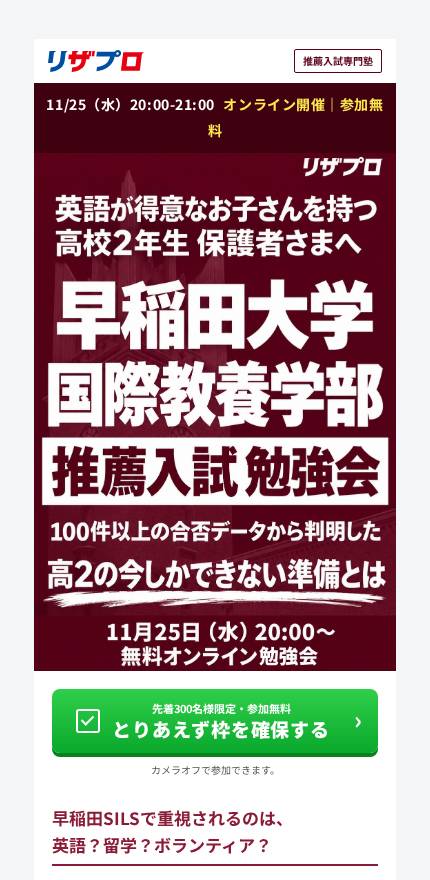 リザプロ
推薦入試専門塾
11/25（水）20:00-21:00 オンライン開催｜参加無
料
リザプロ
英語が得意なお子さんを持つ
高校2年生 保護者さまへ
早稲田大学
国際教養学部
推薦入試 勉強会
100件以上の合否データから判明した
高2の今しかできない準備とは
11月25日（水）20:00〜
無料オンライン勉強会
先着300名様限定・参加無料
とりあえず枠を確保する
カメラオフで参加できます。
早稲田SILSで重視されるのは、
英語？留学？ボランティア？